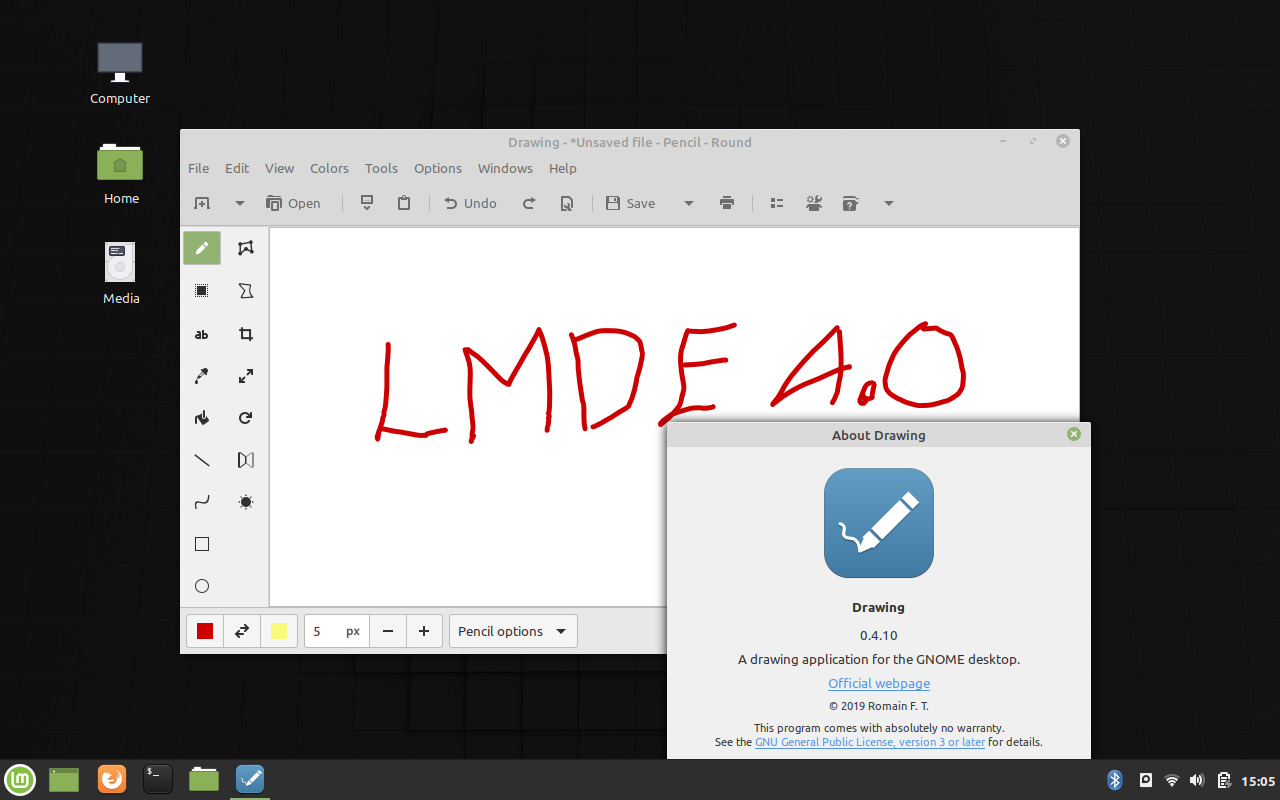 Computer
Home
Media
Drawing - *Unsaved file - Pencil - Round
File Edit View Colors Tools Options Windows Help
Open Undo Save
ab
LMDE 4.0
5 px Pencil options
About Drawing
Drawing
0.4.10
A drawing application for the GNOME desktop.
Official webpage
© 2019 Romain F. T.
This program comes with absolutely no warranty.
See the GNU General Public License, version 3 or later for details.
$_
15:05